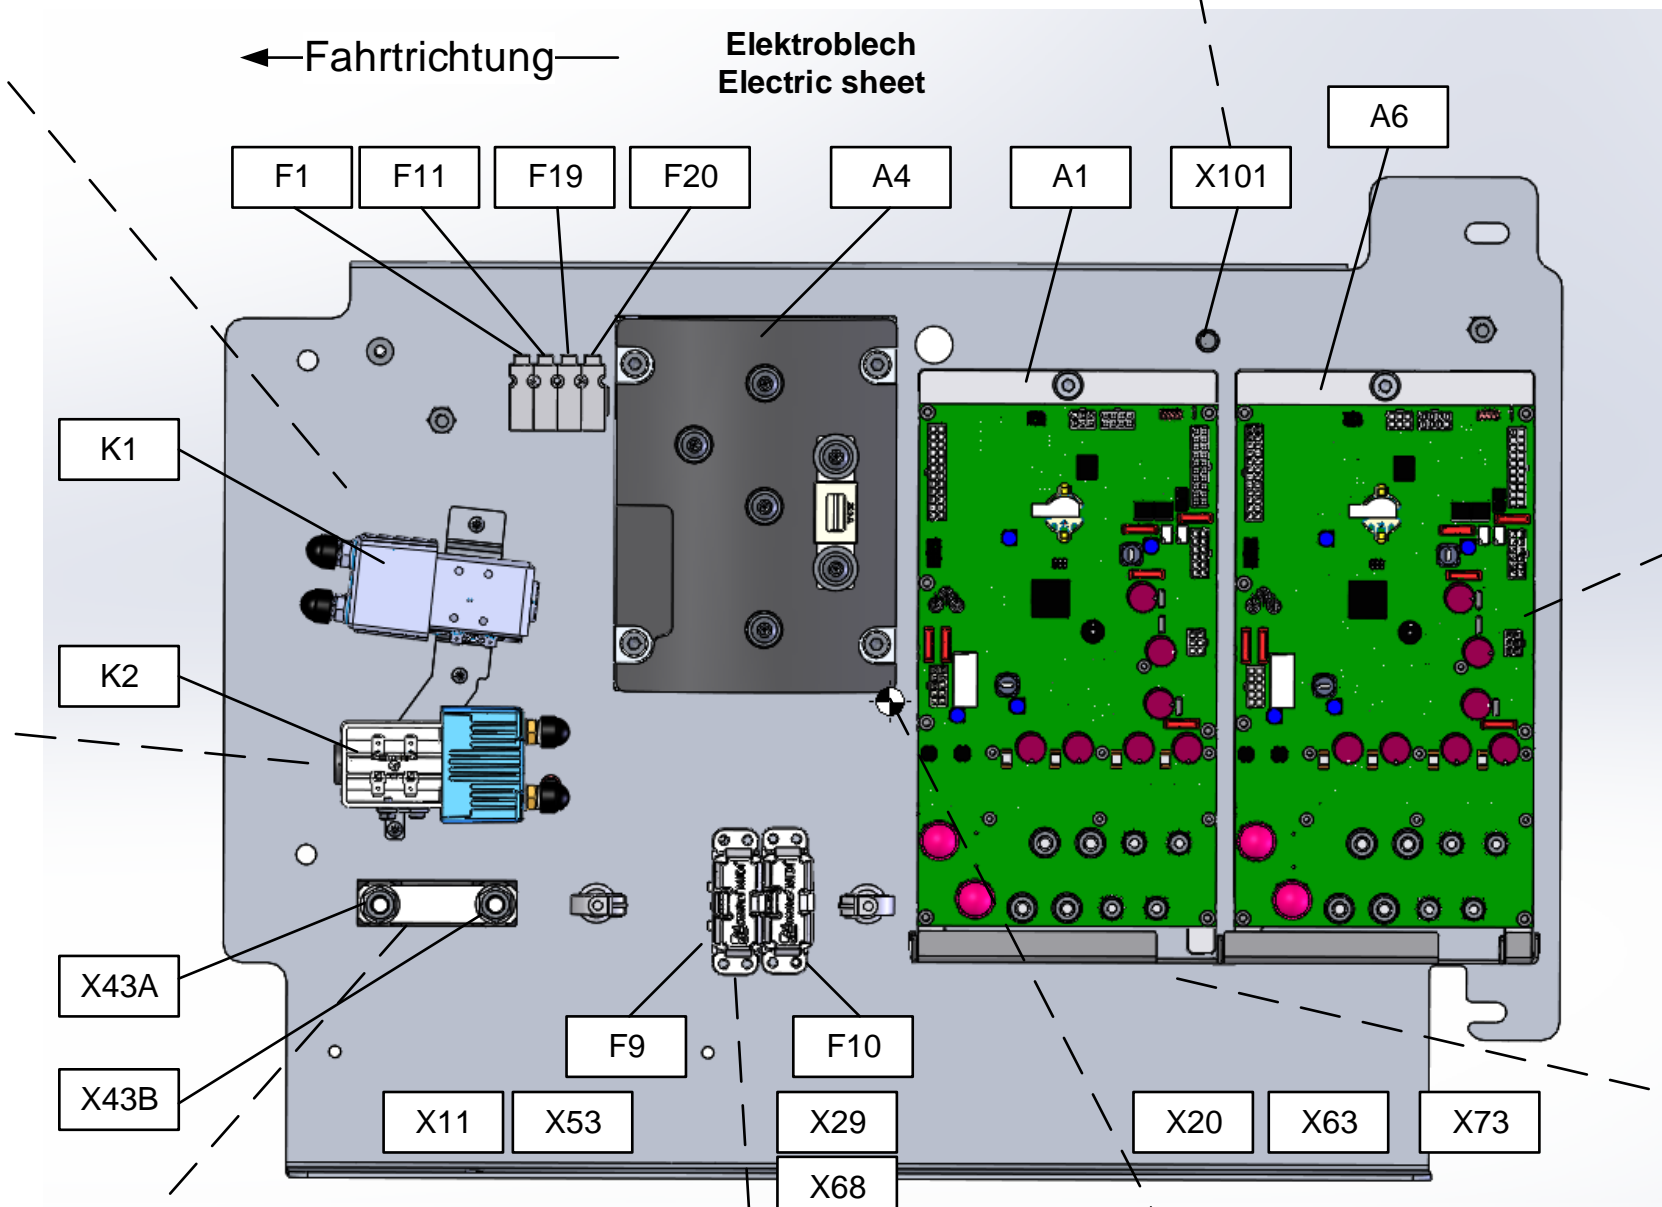 Fahrtrichtung
Elektroblech
Electric sheet
A6
F1 F11 F19 F20 A4 A1 X101
K1
K2
X43A
F9 F10
X43B
X11 X53 X29 X20 X63 X73
X68